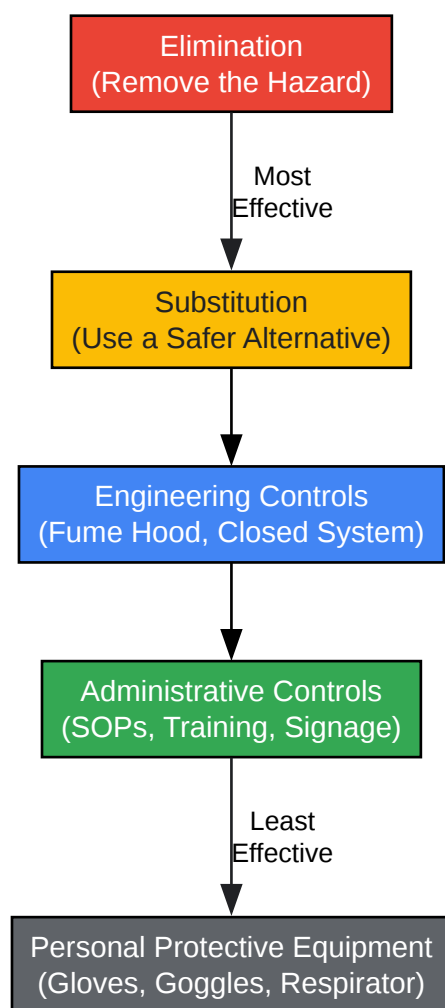 Elimination
(Remove the Hazard)
Most
Effective
Substitution
(Use a Safer Alternative)
Engineering Controls
(Fume Hood, Closed System)
Administrative Controls
(SOPs, Training, Signage)
Least
Effective
Personal Protective Equipment
(Gloves, Goggles, Respirator)